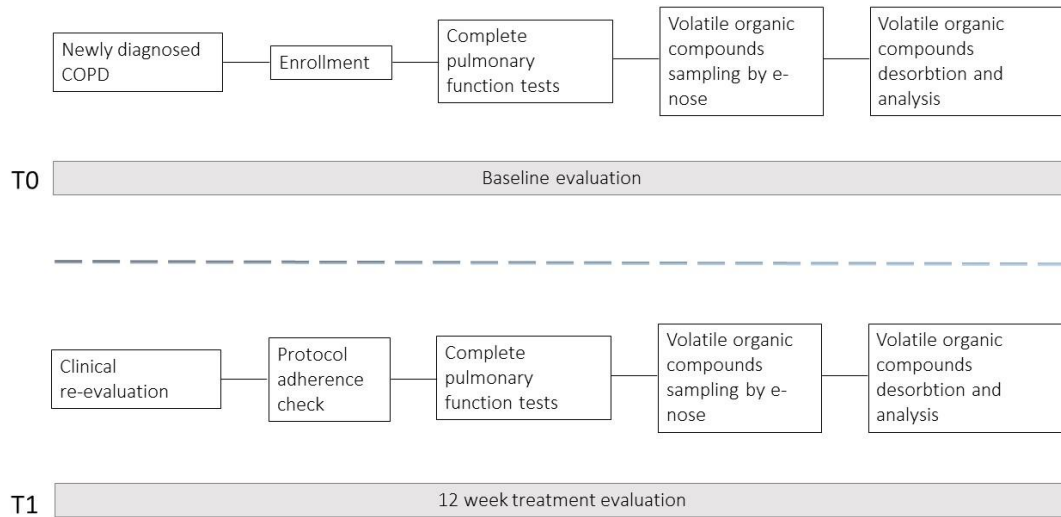 Newly diagnosed
COPD
Enrollment
Complete
pulmonary
function tests
Volatile organic
compounds
sampling by e-
nose
Volatile organic
compounds
desorbtion and
analysis
T0
Baseline evaluation
Clinical
re-evaluation
Protocol
adherence
check
Complete
pulmonary
function tests
Volatile organic
compounds
sampling by e-
nose
Volatile organic
compounds
desorbtion and
analysis
T1
12 week treatment evaluation